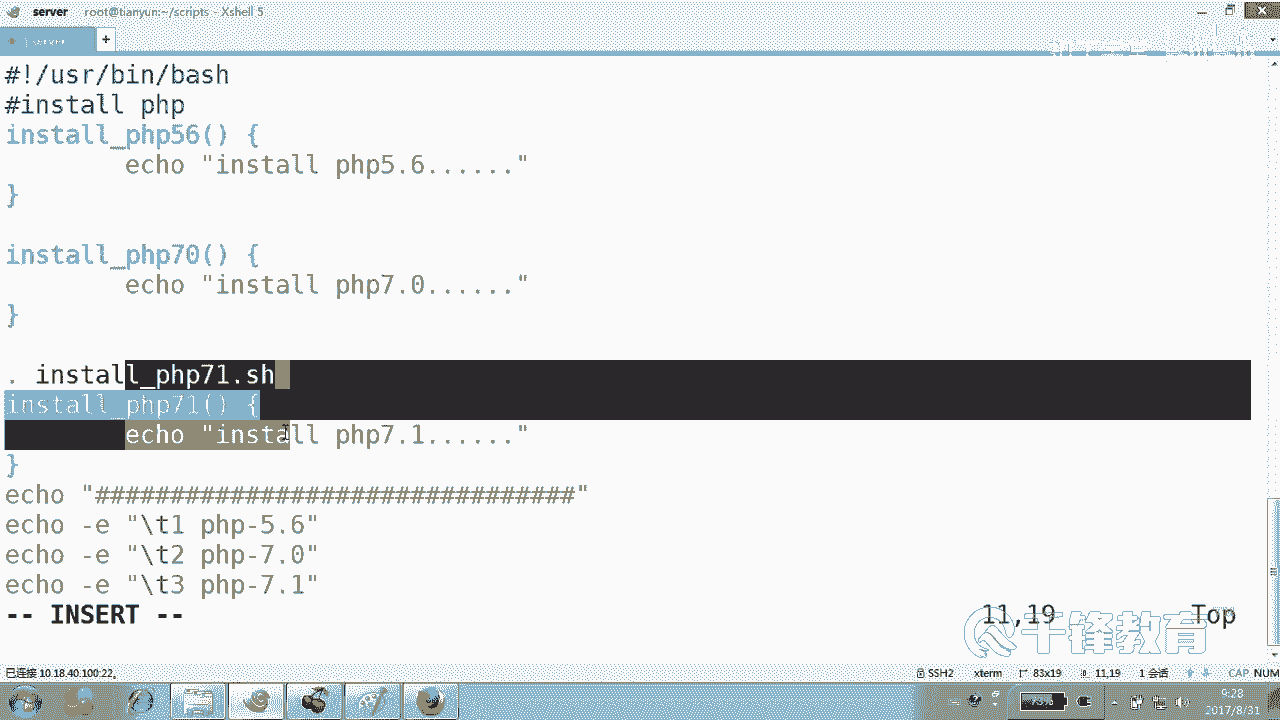 server root@tianyun:~/scripts - Xshell 5
#!/usr/bin/bash
#install php
install_php56() {
echo "install php5.6......"
}
install_php70() {
echo "install php7.0......"
}
. install_php71.sh
install_php71() {
echo "install php7.1......"
}
echo "################################"
echo -e "\t1 php-5.6"
echo -e "\t2 php-7.0"
echo -e "\t3 php-7.1"
-- INSERT -- 11,19 Top
千锋教育
已连接 10.18.40.100:22。 SSH2 xterm 83x19 11,19 1 会话 CAP NUM
73%
9:28
2017/8/31